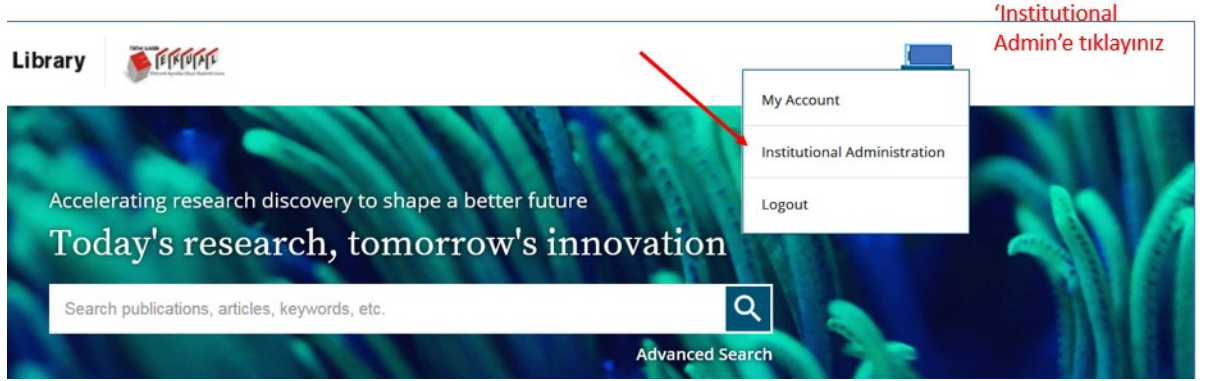 'Institutional
Admin'e tıklayınız
Library
EKUAL
My Account
Institutional Administration
Logout
Accelerating research discovery to shape a better future
Today's research, tomorrow's innovation
Search publications, articles, keywords, etc.
Advanced Search